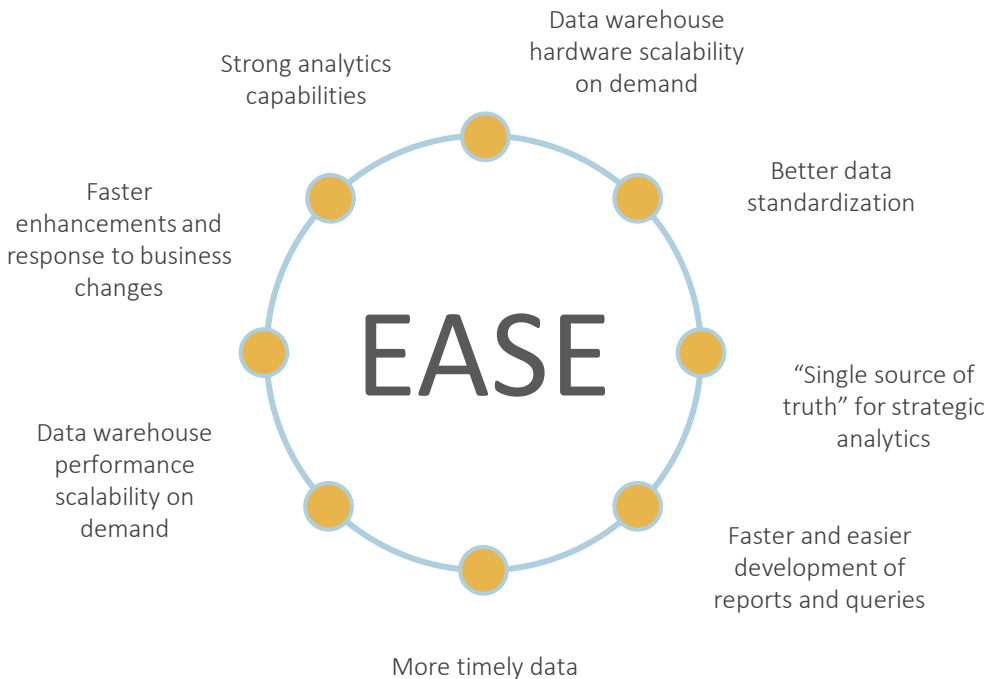 Data warehouse
hardware scalability
on demand
Strong analytics
capabilities
Better data
standardization
Faster
enhancements and
response to business
changes
EASE
“Single source of
truth” for strategic
analytics
Data warehouse
performance
scalability on
demand
Faster and easier
development of
reports and queries
More timely data